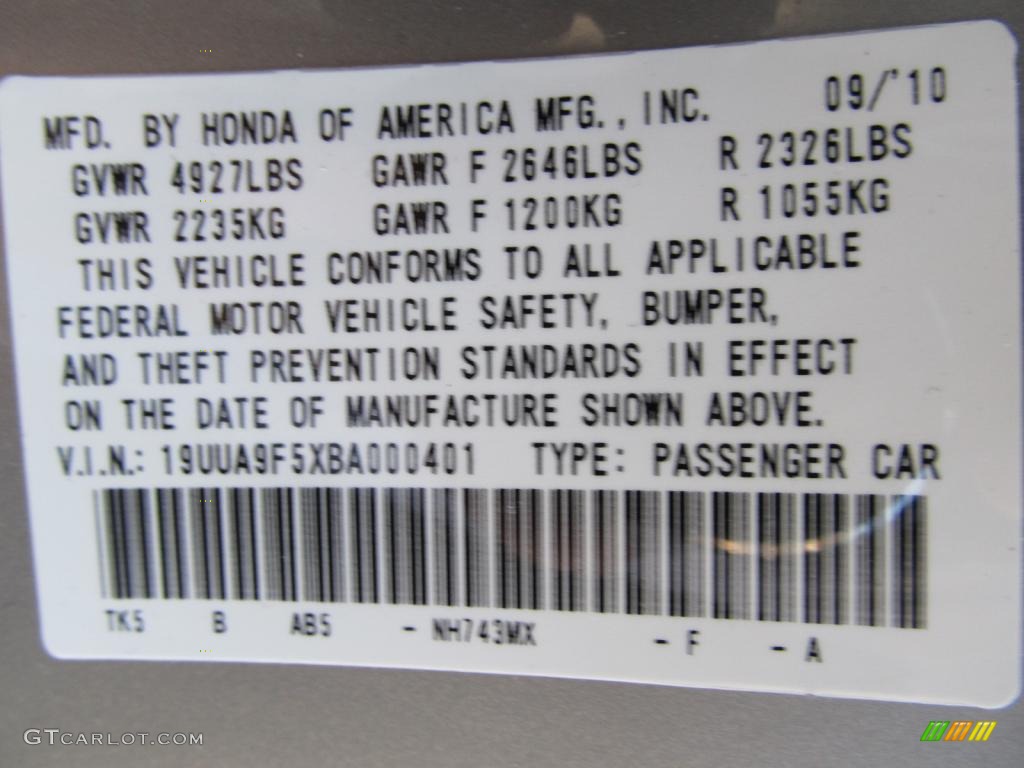 MFD. BY HONDA OF AMERICA MFG., INC. 09/'10
GVWR 4927LBS GAWR F 2646LBS R 2326LBS
GVWR 2235KG GAWR F 1200KG R 1055KG
THIS VEHICLE CONFORMS TO ALL APPLICABLE
FEDERAL MOTOR VEHICLE SAFETY, BUMPER,
AND THEFT PREVENTION STANDARDS IN EFFECT
ON THE DATE OF MANUFACTURE SHOWN ABOVE.
V.I.N.: 19UUA9F5XBA000401 TYPE: PASSENGER CAR
TK5 B AB5 - NH743MX - F - A
GTCARLOT.COM